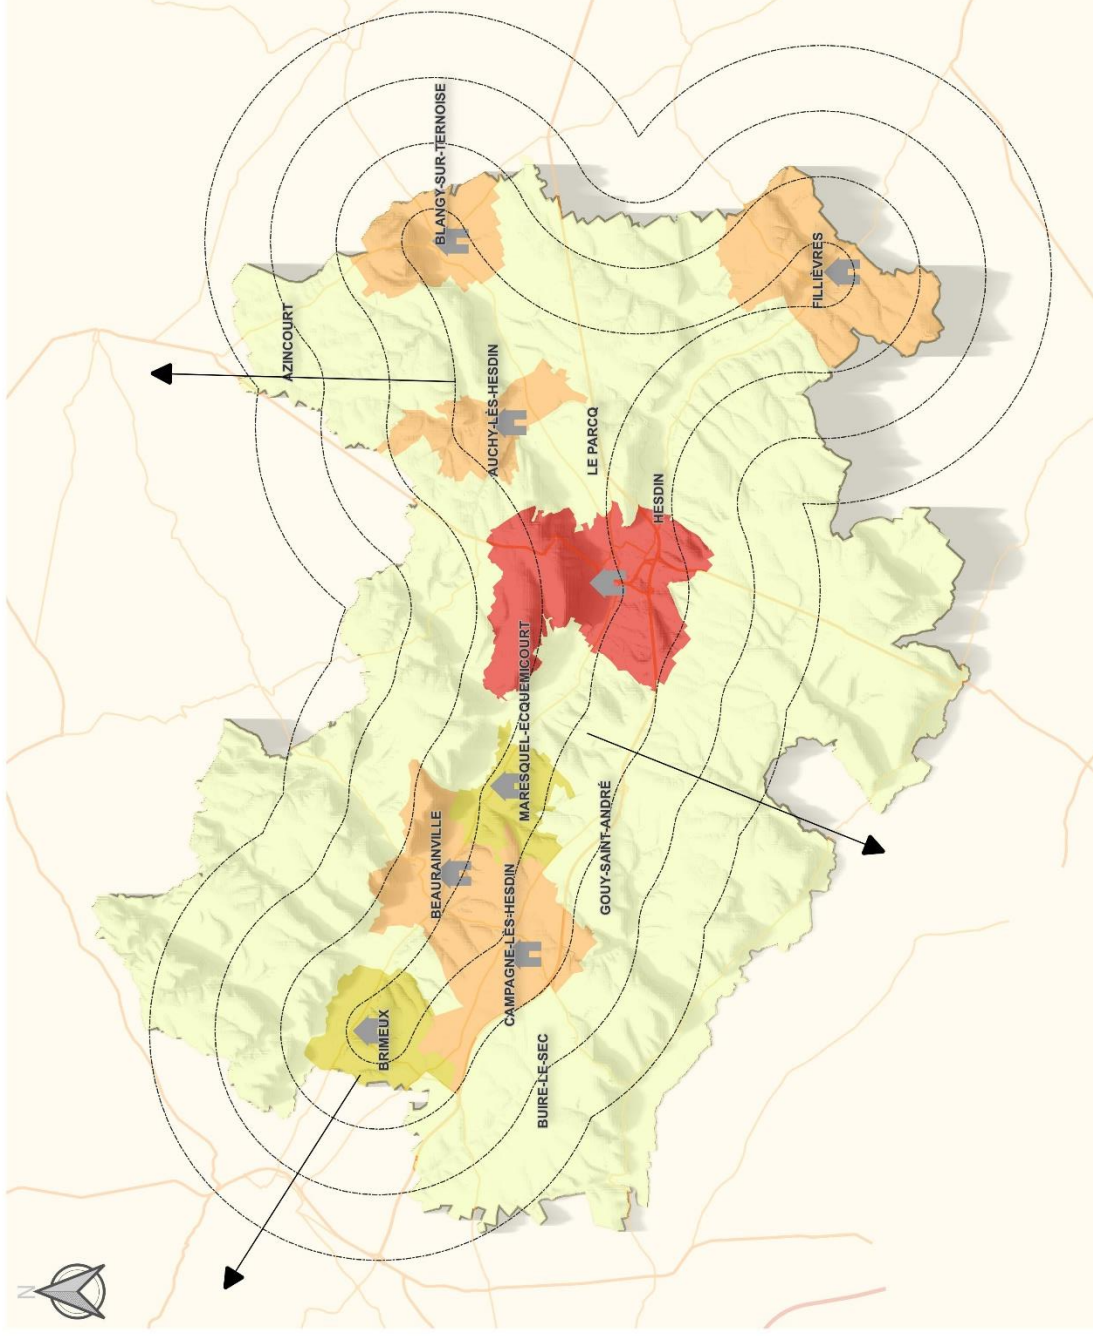 N
BRIMEUX
BEAURAINVILLE
CAMPAGNE-LÈS-HESDIN
BUIRE-LE-SEC
MARESQUEL-ECQUEMICOURT
GOUY-SAINT-ANDRÉ
AZINCOURT
BLANGY-SUR-TERNOISE
AUCHY-LÈS-HESDIN
LE PARCQ
HESDIN
FILLIÈVRES